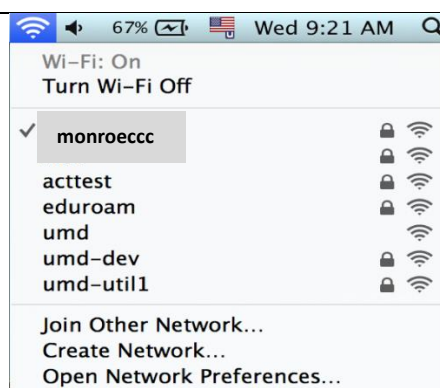 67% Wed 9:21 AM
Wi-Fi: On
Turn Wi-Fi Off
monroeccc
acttest
eduroam
umd
umd-dev
umd-util1
Join Other Network...
Create Network...
Open Network Preferences...